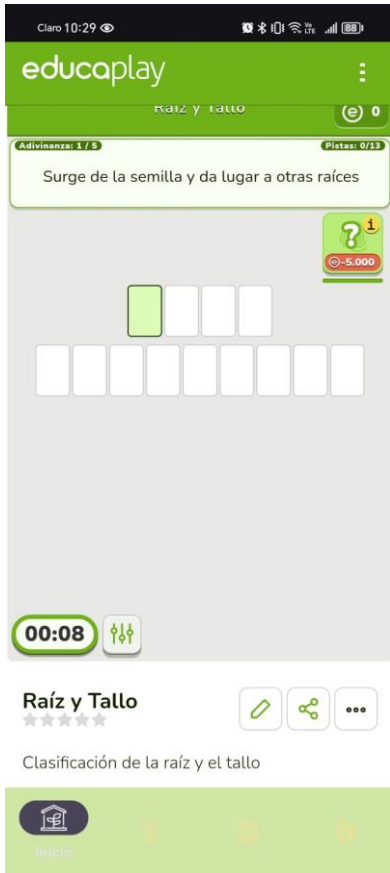 Claro 10:29 88
educaplay
Raíz y Tallo
e 0
Adivinanza: 1 / 5 Pistas: 0/13
Surge de la semilla y da lugar a otras raíces
? i
-5.000
00:08
Raíz y Tallo
Clasificación de la raíz y el tallo
Inicio